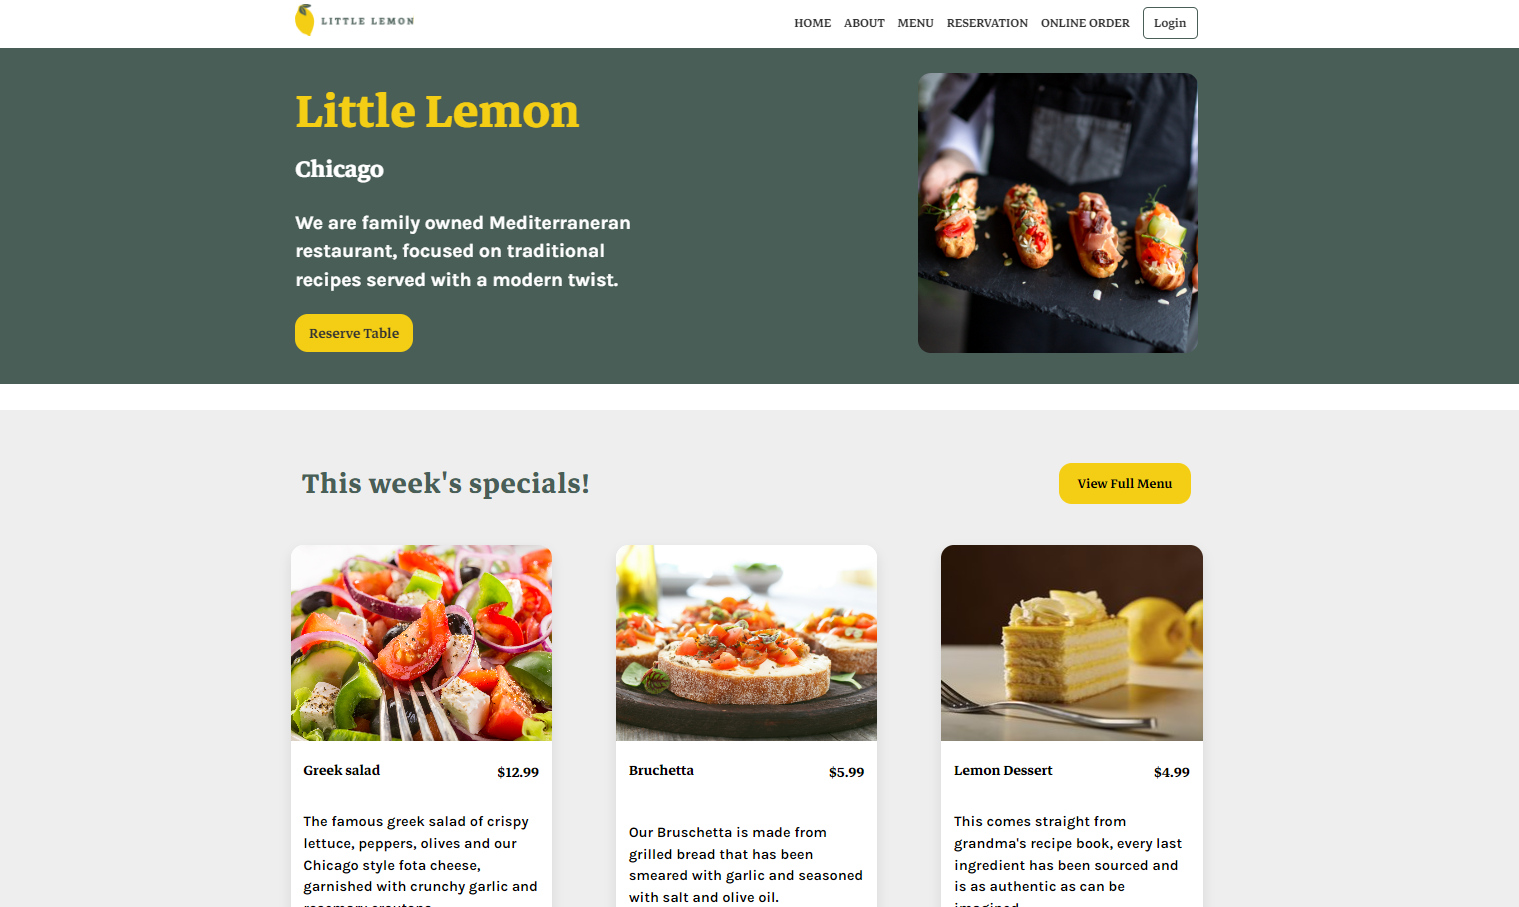 LITTLE LEMON
HOME ABOUT MENU RESERVATION ONLINE ORDER Login
Little Lemon
Chicago
We are family owned Mediterraneran
restaurant, focused on traditional
recipes served with a modern twist.
Reserve Table
This week's specials!
View Full Menu
Greek salad $12.99
The famous greek salad of crispy
lettuce, peppers, olives and our
Chicago style fota cheese,
garnished with crunchy garlic and
Bruchetta $5.99
Our Bruschetta is made from
grilled bread that has been
smeared with garlic and seasoned
with salt and olive oil.
Lemon Dessert $4.99
This comes straight from
grandma's recipe book, every last
ingredient has been sourced and
is as authentic as can be